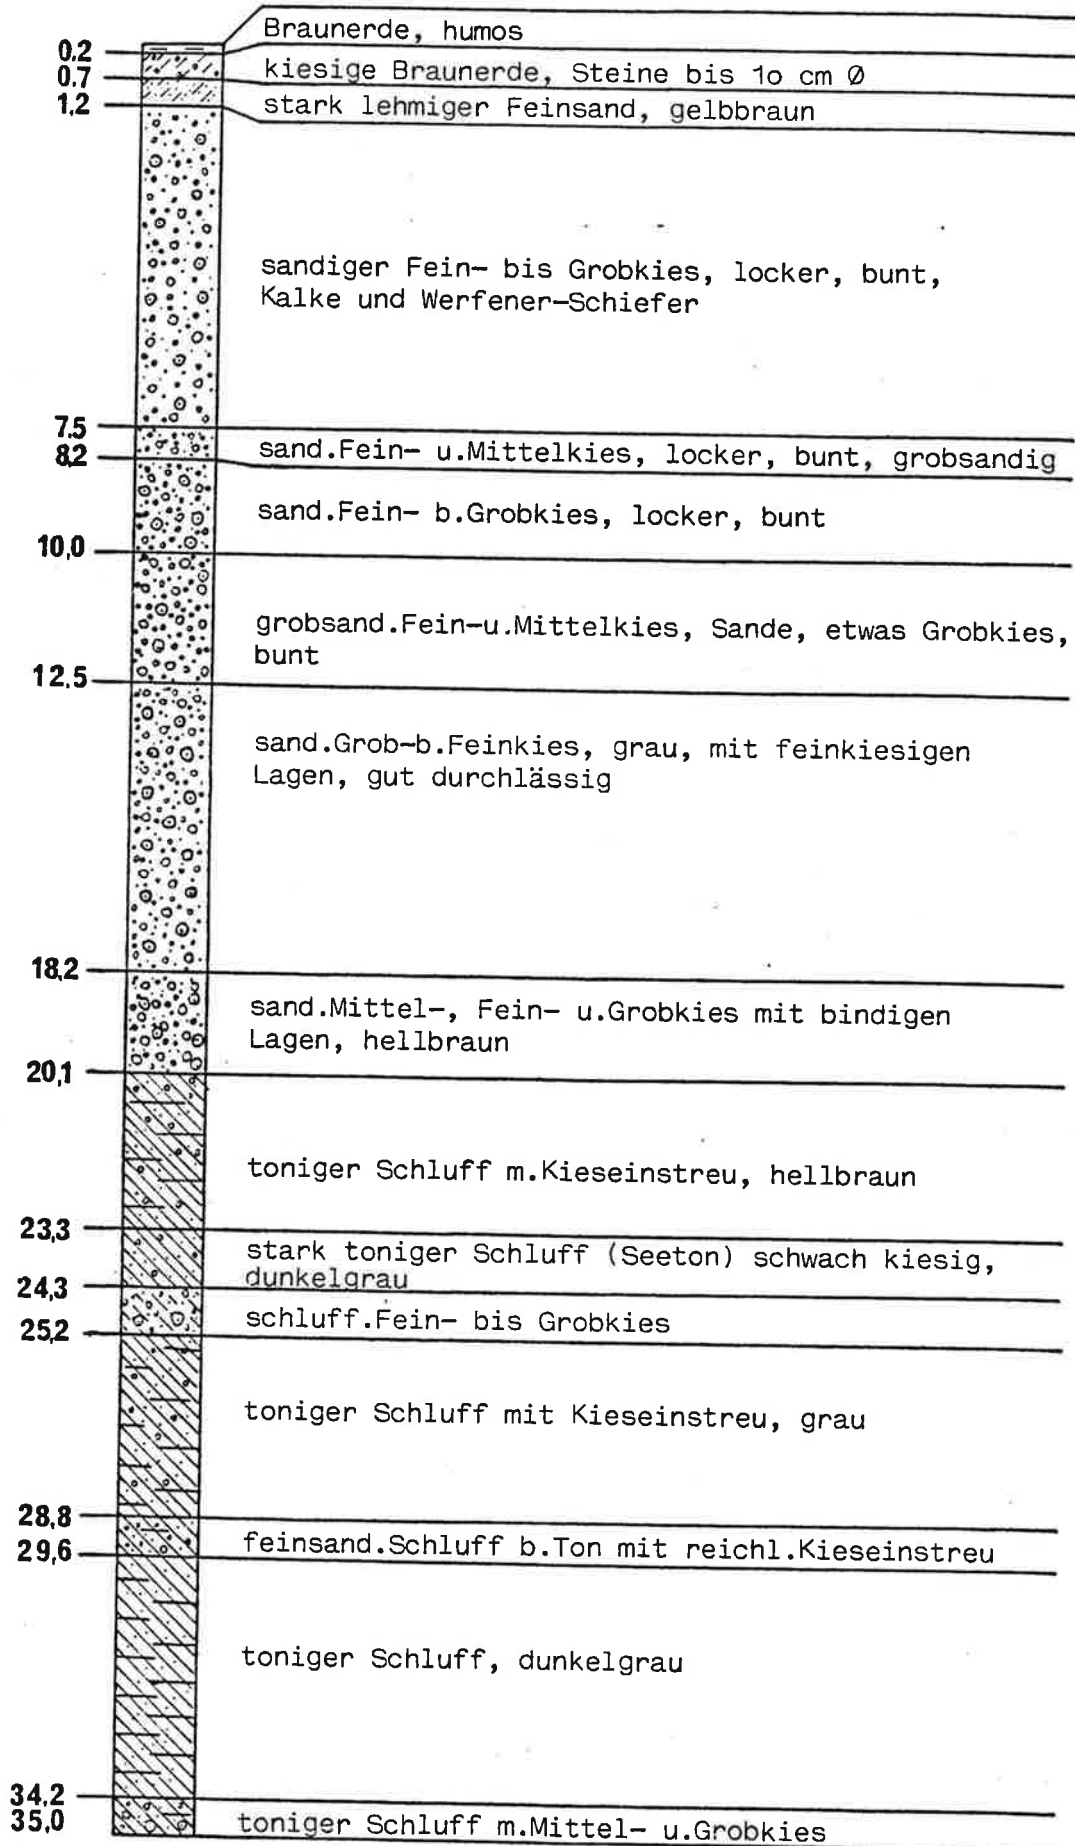 Braunerde, humos
0.2
kiesige Braunerde, Steine bis 1o cm Ø
0.7
stark lehmiger Feinsand, gelbbraun
1,2
sandiger Fein- bis Grobkies, locker, bunt,
Kalke und Werfener-Schiefer
7.5
sand.Fein- u.Mittelkies, locker, bunt, grobsandig
8,2
sand.Fein- b.Grobkies, locker, bunt
10,0
grobsand.Fein-u.Mittelkies, Sande, etwas Grobkies,
bunt
12,5
sand.Grob-b.Feinkies, grau, mit feinkiesigen
Lagen, gut durchlässig
18,2
sand.Mittel-, Fein- u.Grobkies mit bindigen
Lagen, hellbraun
20,1
toniger Schluff m.Kieseinstreu, hellbraun
23,3
stark toniger Schluff (Seeton) schwach kiesig,
dunkelgrau
24,3
schluff.Fein- bis Grobkies
25,2
toniger Schluff mit Kieseinstreu, grau
28,8
feinsand.Schluff b.Ton mit reichl.Kieseinstreu
29,6
toniger Schluff, dunkelgrau
34,2
35,0
toniger Schluff m.Mittel- u.Grobkies